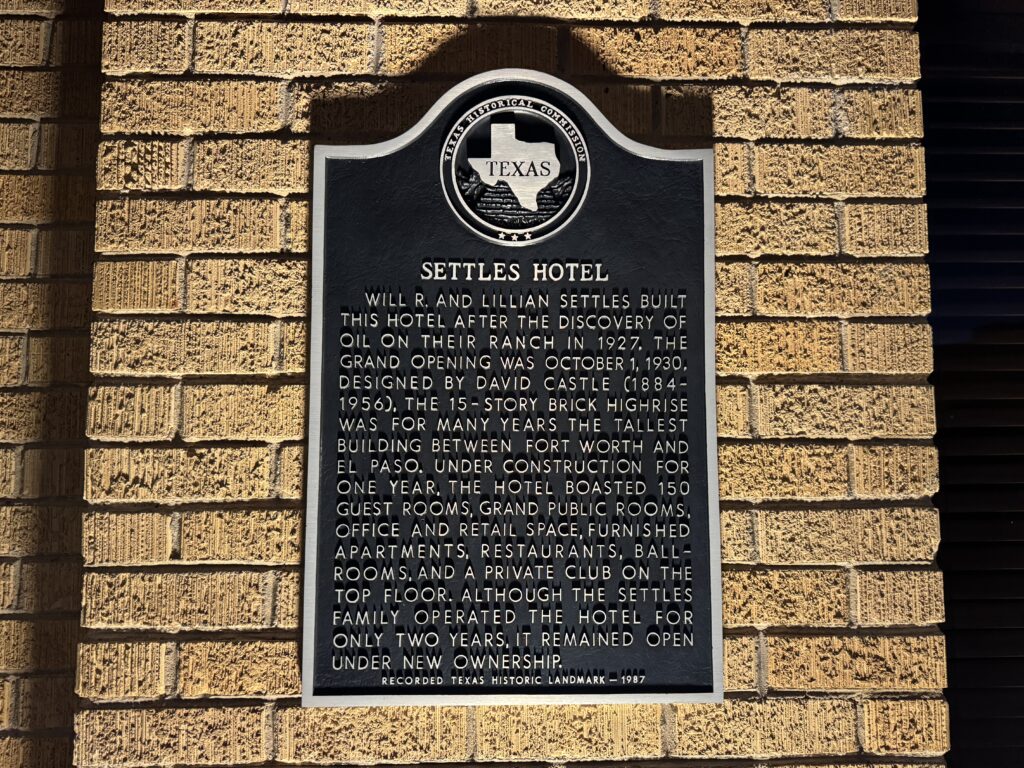 TEXAS HISTORICAL COMMISSION
TEXAS
SETTLES HOTEL
WILL R. AND LILLIAN SETTLES BUILT
THIS HOTEL AFTER THE DISCOVERY OF
OIL ON THEIR RANCH IN 1927. THE
GRAND OPENING WAS OCTOBER 1, 1930.
DESIGNED BY DAVID CASTLE (1884-
1956), THE 15-STORY BRICK HIGHRISE
WAS FOR MANY YEARS THE TALLEST
BUILDING BETWEEN FORT WORTH AND
EL PASO. UNDER CONSTRUCTION FOR
ONE YEAR, THE HOTEL BOASTED 150
GUEST ROOMS, GRAND PUBLIC ROOMS,
OFFICE AND RETAIL SPACE, FURNISHED
APARTMENTS, RESTAURANTS, BALL-
ROOMS, AND A PRIVATE CLUB ON THE
TOP FLOOR. ALTHOUGH THE SETTLES
FAMILY OPERATED THE HOTEL FOR
ONLY TWO YEARS, IT REMAINED OPEN
UNDER NEW OWNERSHIP.
RECORDED TEXAS HISTORIC LANDMARK - 1987